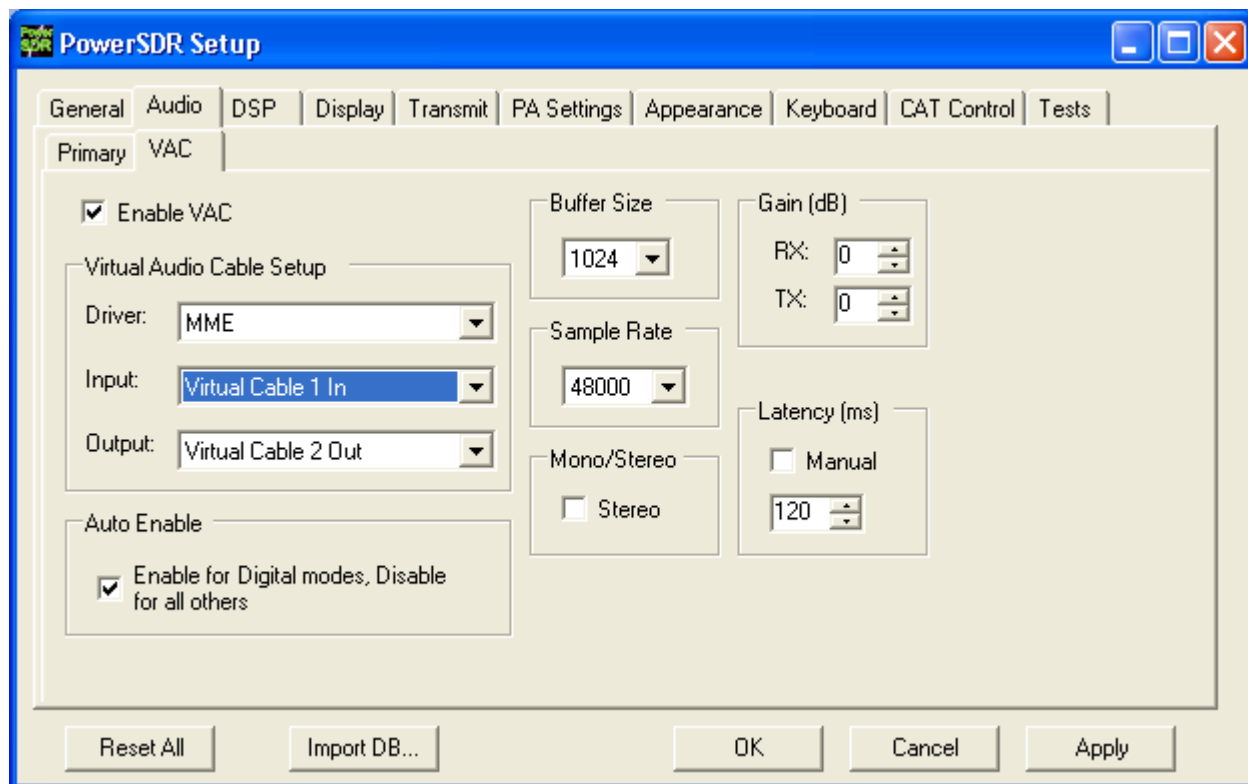 Power SDR PowerSDR Setup
General Audio DSP Display Transmit PA Settings Appearance Keyboard CAT Control Tests
Primary VAC
Enable VAC
Virtual Audio Cable Setup
Driver: MME
Input: Virtual Cable 1 In
Output: Virtual Cable 2 Out
Auto Enable
Enable for Digital modes, Disable
for all others
Buffer Size
1024
Sample Rate
48000
Mono/Stereo
Stereo
Gain (dB)
RX: 0
TX: 0
Latency (ms)
Manual
120
Reset All Import DB... OK Cancel Apply